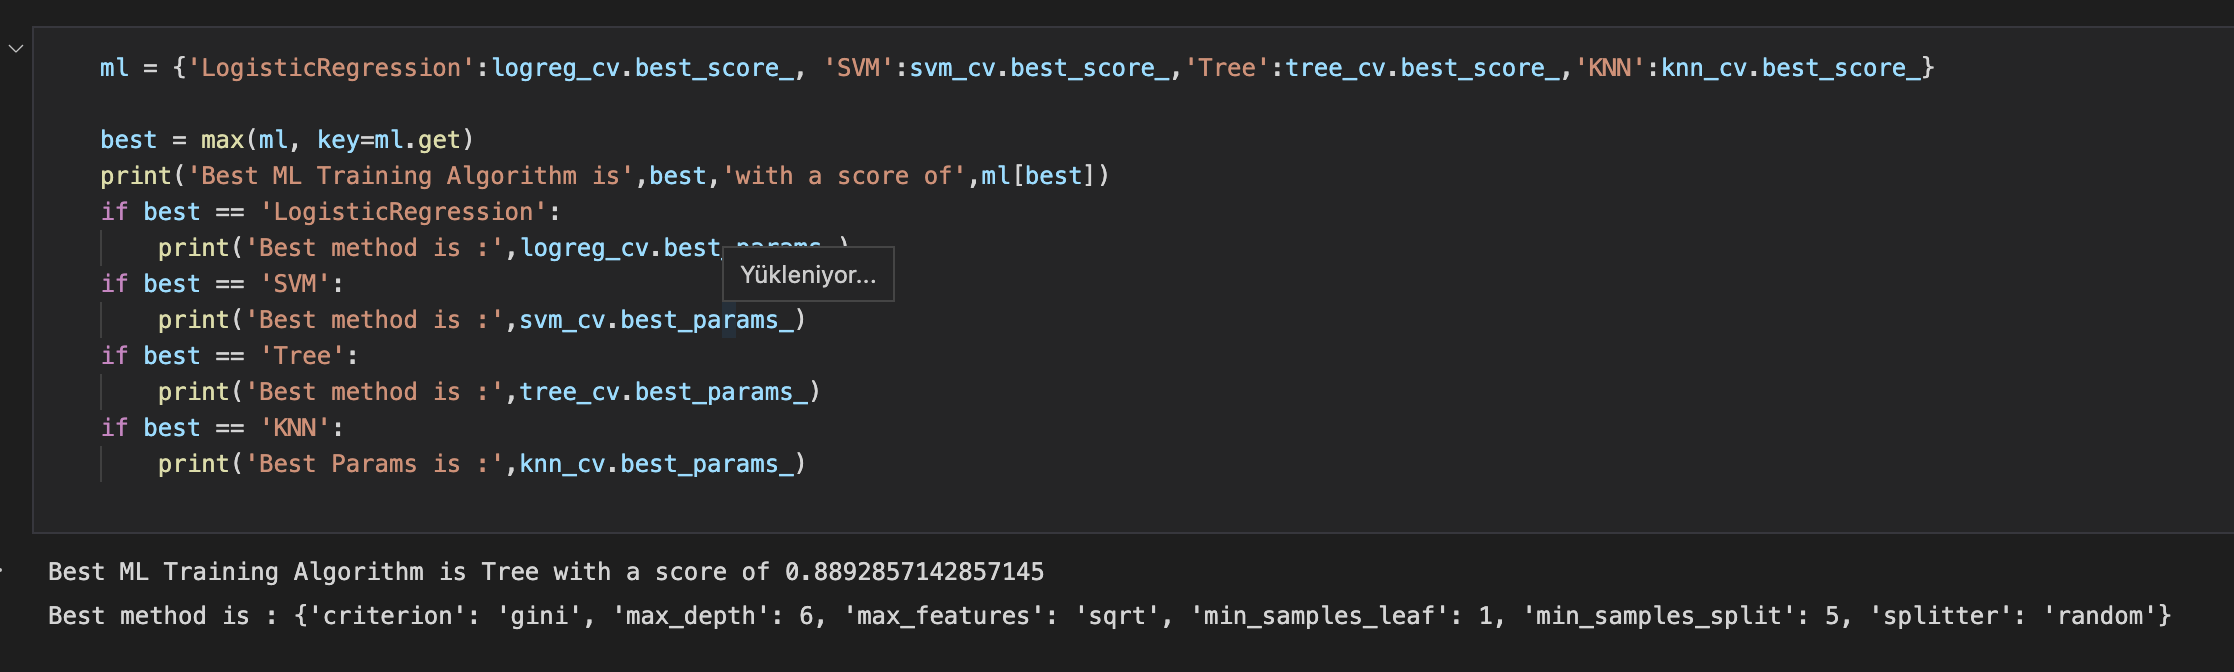 ml = {'LogisticRegression':logreg_cv.best_score_, 'SVM':svm_cv.best_score_,'Tree':tree_cv.best_score_,'KNN':knn_cv.best_score_}
best = max(ml, key=ml.get)
print('Best ML Training Algorithm is',best,'with a score of',ml[best])
if best == 'LogisticRegression':
    print('Best method is :',logreg_cv.best_params_)
Yükleniyor...
if best == 'SVM':
    print('Best method is :',svm_cv.best_params_)
if best == 'Tree':
    print('Best method is :',tree_cv.best_params_)
if best == 'KNN':
    print('Best Params is :',knn_cv.best_params_)
Best ML Training Algorithm is Tree with a score of 0.8892857142857145
Best method is : {'criterion': 'gini', 'max_depth': 6, 'max_features': 'sqrt', 'min_samples_leaf': 1, 'min_samples_split': 5, 'splitter': 'random'}